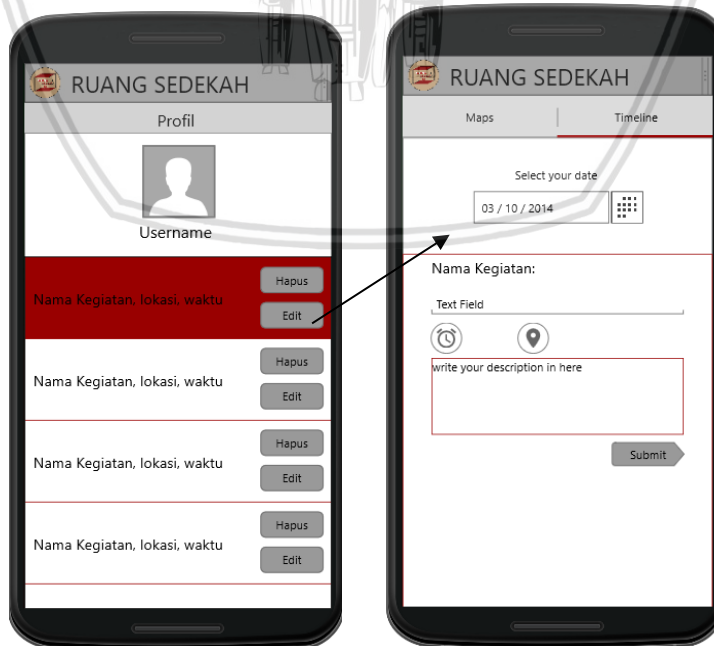 RUANG SEDEKAH
Profil
Username
Nama Kegiatan, lokasi, waktu
Hapus
Edit
Nama Kegiatan, lokasi, waktu
Hapus
Edit
Nama Kegiatan, lokasi, waktu
Hapus
Edit
Nama Kegiatan, lokasi, waktu
Hapus
Edit
RUANG SEDEKAH
Maps
Timeline
Select your date
03 / 10 / 2014
Nama Kegiatan:
Text Field
write your description in here
Submit